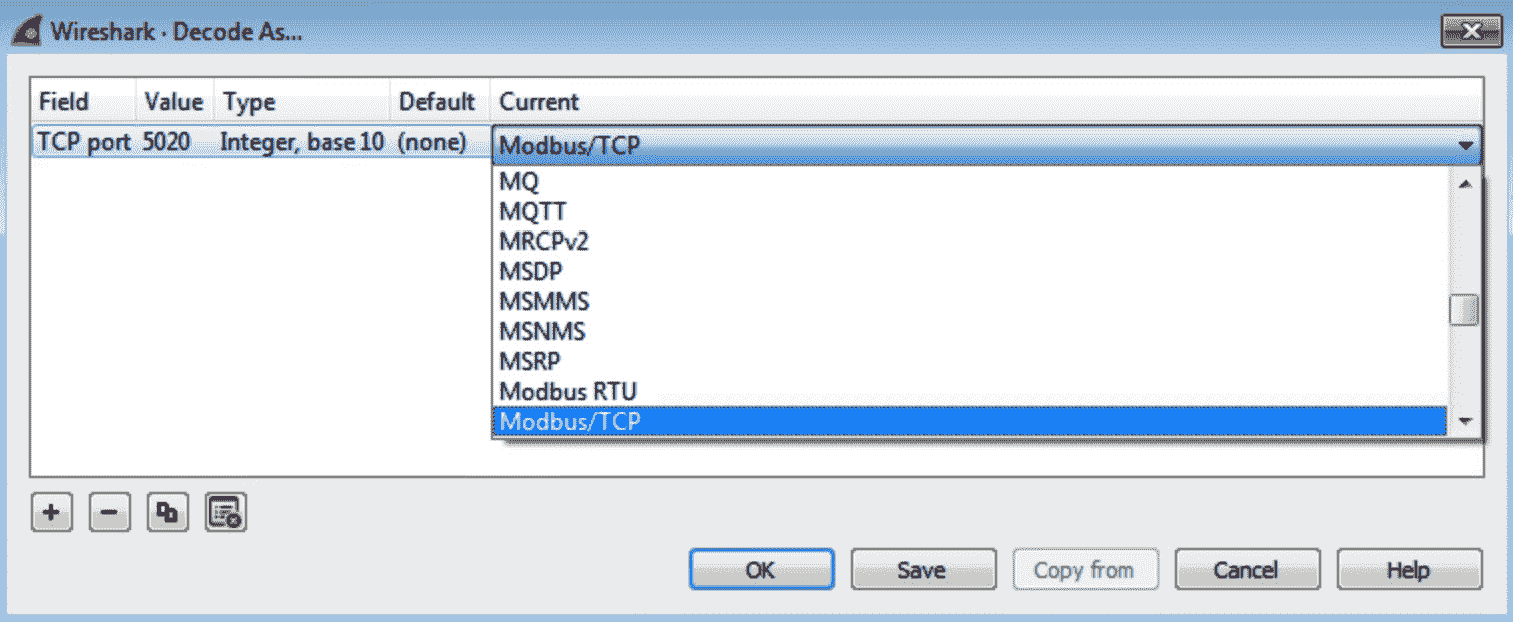 Wireshark · Decode As...
Field Value Type Default Current
TCP port 5020 Integer, base 10 (none) Modbus/TCP
MQ
MQTT
MRCPv2
MSDP
MSMMS
MSNMS
MSRP
Modbus RTU
Modbus/TCP
OK Save Copy from Cancel Help